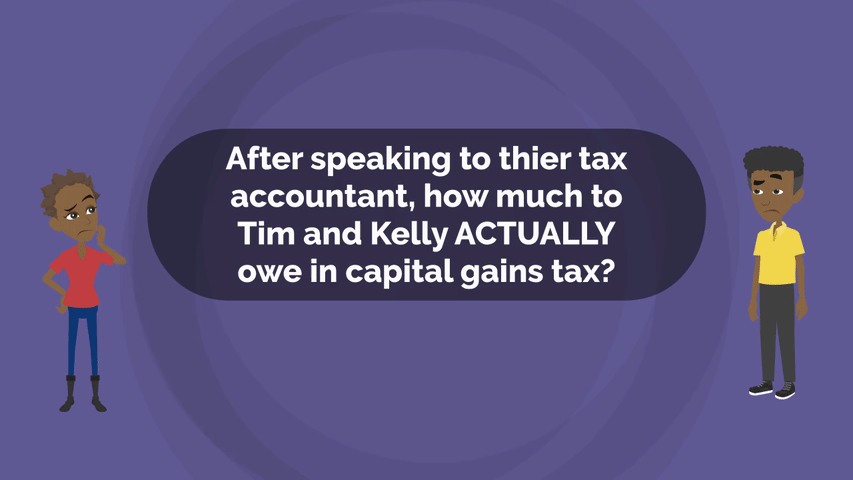 After speaking to thier tax
accountant, how much to
Tim and Kelly ACTUALLY
owe in capital gains tax?